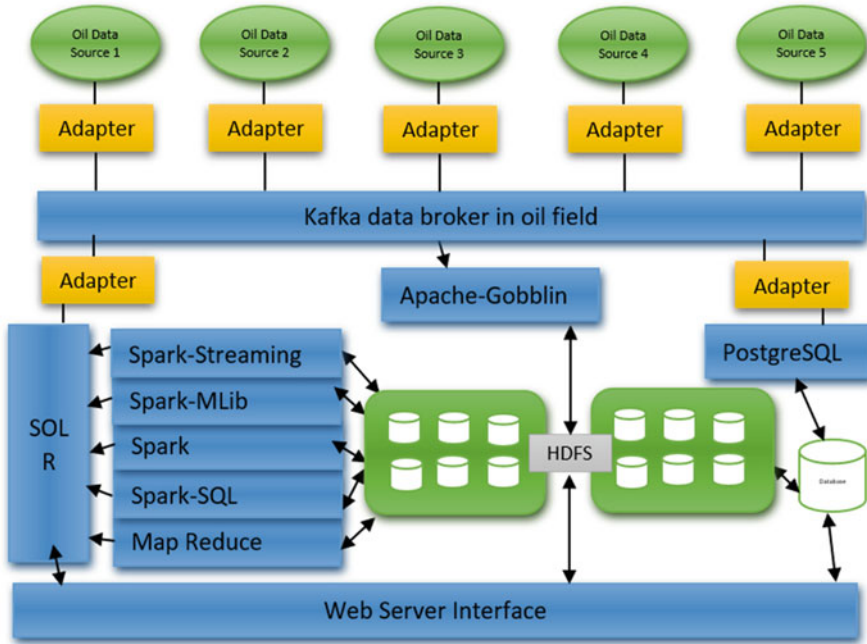 Oil Data
Source 1
Oil Data
Source 2
Oil Data
Source 3
Oil Data
Source 4
Oil Data
Source 5
Adapter
Adapter
Adapter
Adapter
Adapter
Kafka data broker in oil field
Adapter
Apache-Gobblin
Adapter
SOL
R
Spark-Streaming
Spark-MLib
Spark
Spark-SQL
Map Reduce
HDFS
PostgreSQL
Database
Web Server Interface